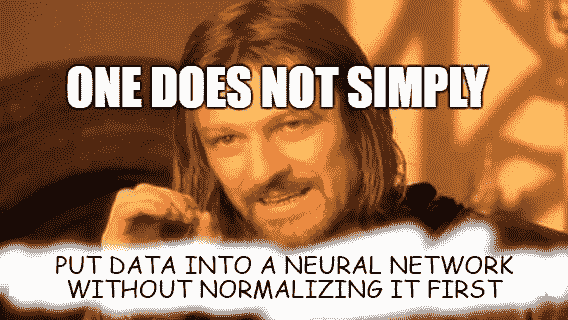 ONE DOES NOT SIMPLY
PUT DATA INTO A NEURAL NETWORK
WITHOUT NORMALIZING IT FIRST